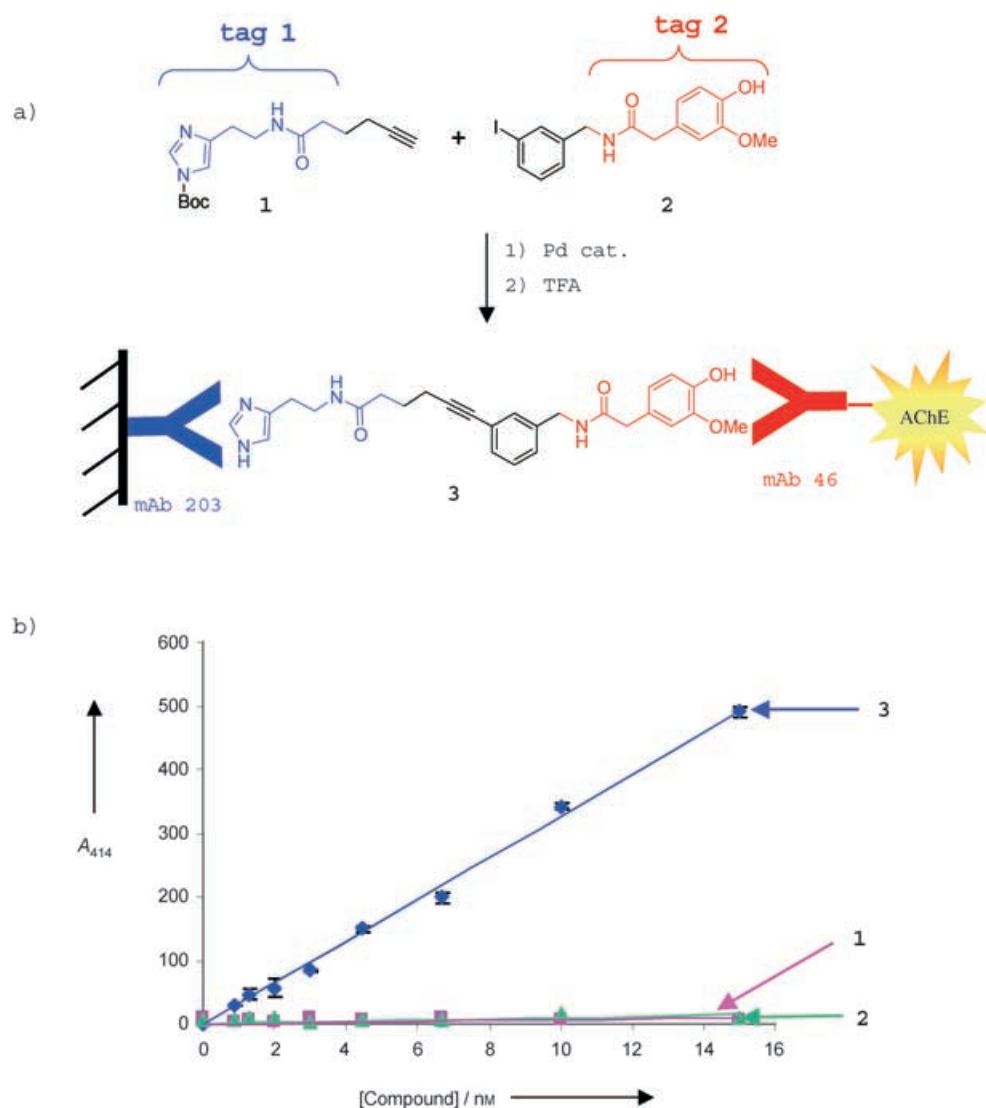 tag 1
tag 2
a)
H
N
O
N
N
Boc
1
+
I
N
H
O
OH
OMe
2
1) Pd cat.
2) TFA
N
N
H
H
N
O
O
N
H
OH
OMe
AChE
mAb 203
3
mAb 46
b)
600
500
400
300
200
100
0
A414
3
1
2
0 2 4 6 8 10 12 14 16
[Compound] / nM